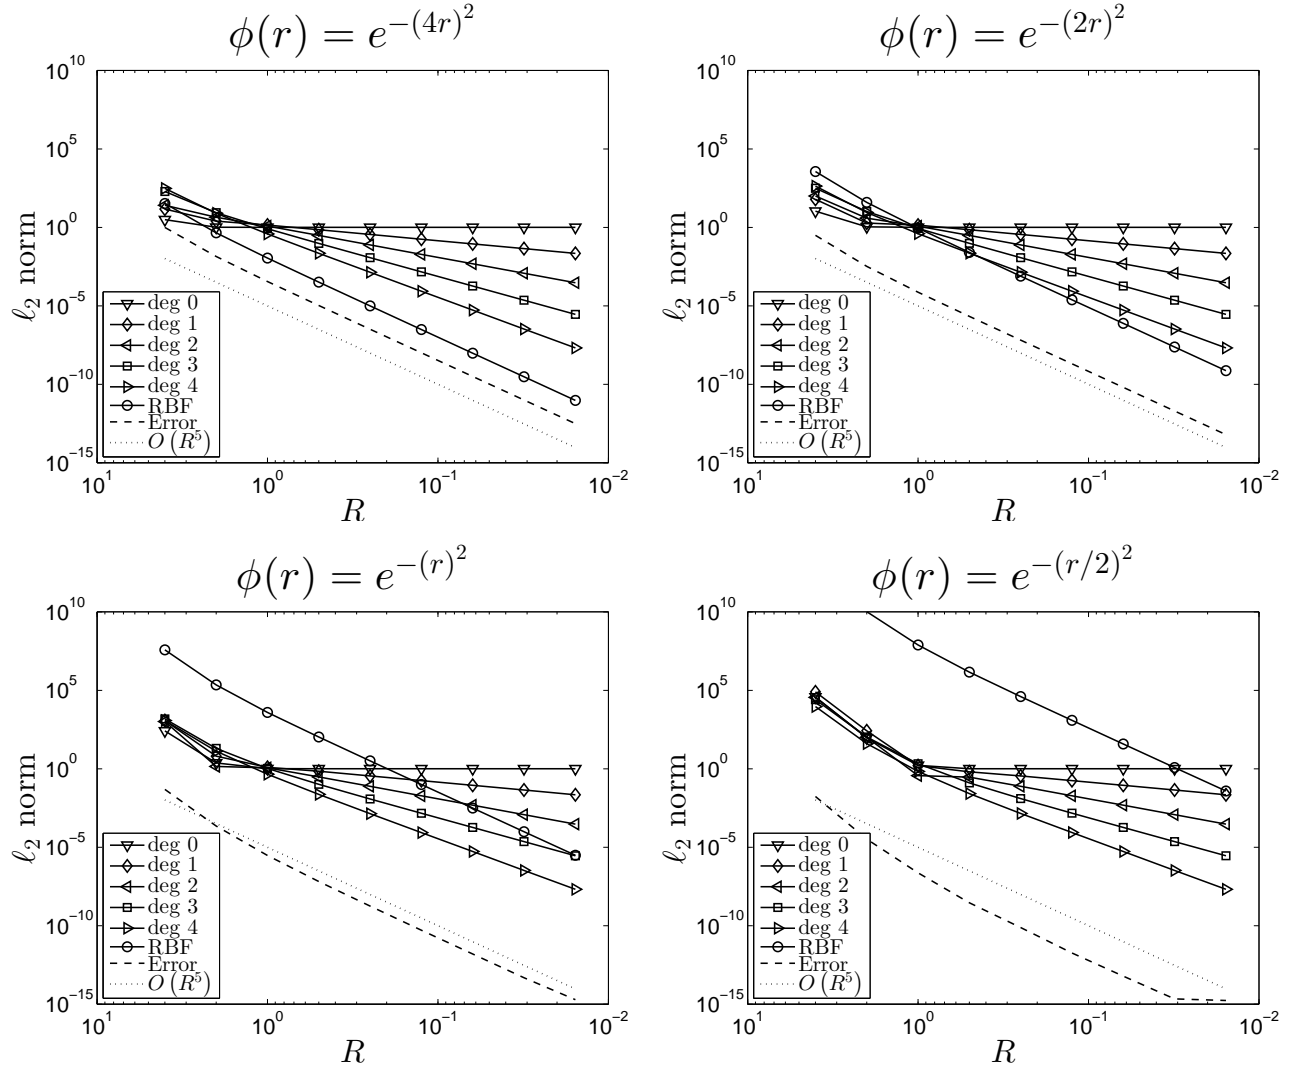 ϕ(r) = e^{−(4r)^2}
10^{10}
10^5
10^0
10^{−5}
10^{−10}
10^{−15}
ℓ_2 norm
deg 0
deg 1
deg 2
deg 3
deg 4
RBF
Error
O (R^5)
10^1
10^0
10^{−1}
10^{−2}
R
ϕ(r) = e^{−(2r)^2}
10^{10}
10^5
10^0
10^{−5}
10^{−10}
10^{−15}
ℓ_2 norm
deg 0
deg 1
deg 2
deg 3
deg 4
RBF
Error
O (R^5)
10^1
10^0
10^{−1}
10^{−2}
R
ϕ(r) = e^{−(r)^2}
10^{10}
10^5
10^0
10^{−5}
10^{−10}
10^{−15}
ℓ_2 norm
deg 0
deg 1
deg 2
deg 3
deg 4
RBF
Error
O (R^5)
10^1
10^0
10^{−1}
10^{−2}
R
ϕ(r) = e^{−(r/2)^2}
10^{10}
10^5
10^0
10^{−5}
10^{−10}
10^{−15}
ℓ_2 norm
deg 0
deg 1
deg 2
deg 3
deg 4
RBF
Error
O (R^5)
10^1
10^0
10^{−1}
10^{−2}
R